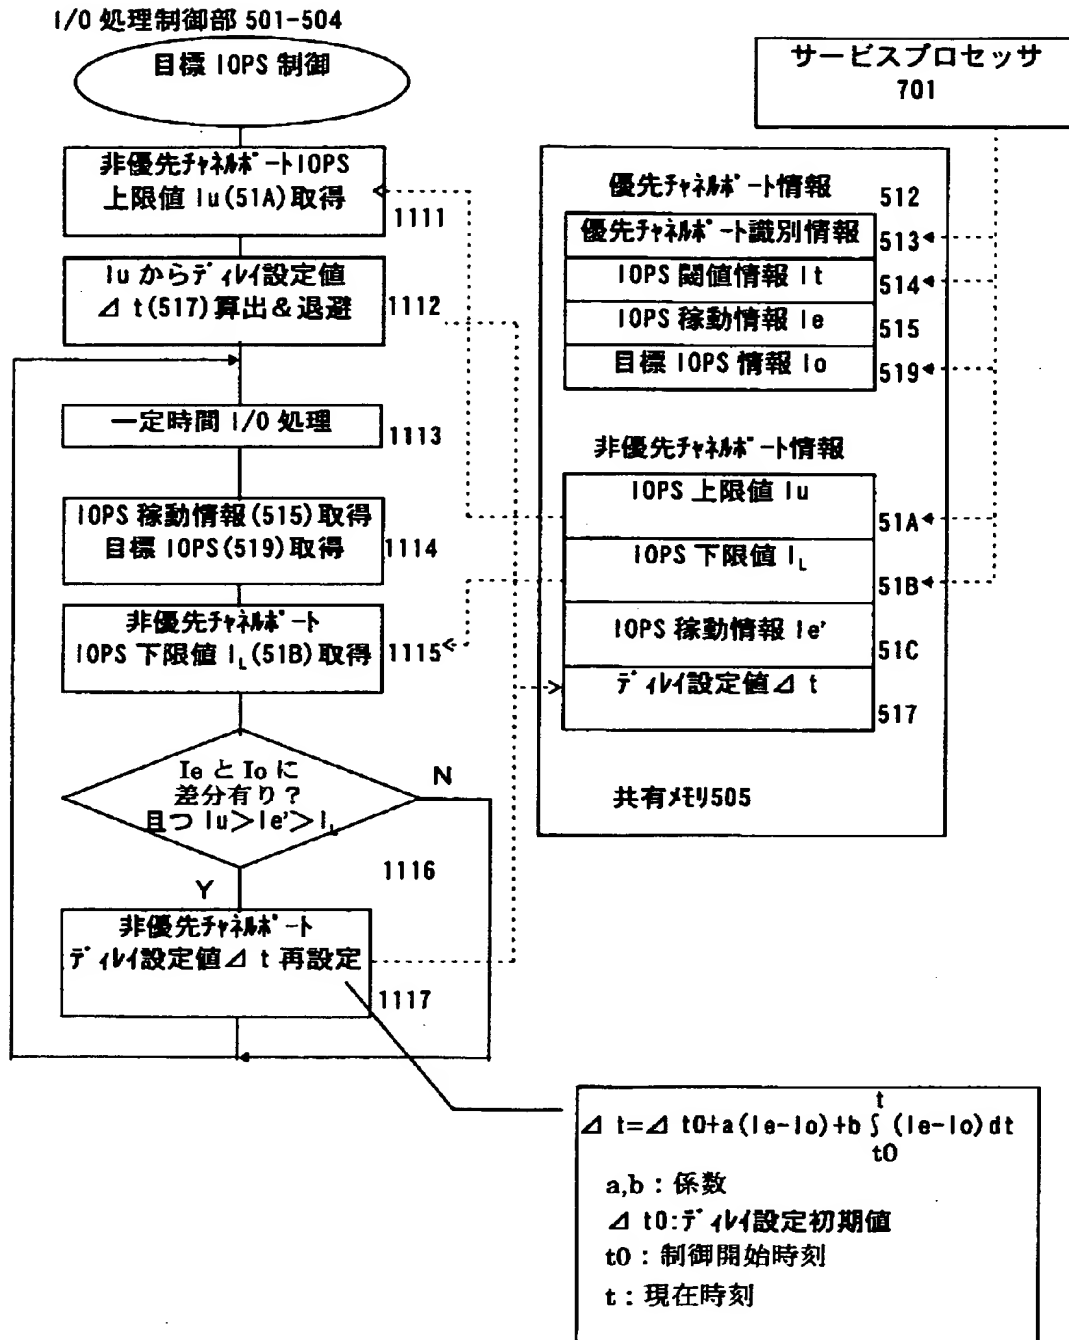 I/O 処理制御部 501-504
目標 IOPS 制御
非優先ﾁｬﾈﾙﾎﾟｰﾄIOPS
上限値 Iu(51A)取得
1111
Iu からﾃﾞｨﾚｲ設定値
⊿ t(517)算出＆退避
1112
一定時間 I/O 処理
1113
IOPS 稼動情報(515)取得
目標 IOPS(519)取得
1114
非優先ﾁｬﾈﾙﾎﾟｰﾄ
IOPS 下限値 I_L(51B)取得
1115
Ie と Io に
差分有り？
且つ Iu＞Ie'＞I_L
N
1116
Y
非優先ﾁｬﾈﾙﾎﾟｰﾄ
ﾃﾞｨﾚｲ設定値⊿ t 再設定
1117
サービスプロセッサ
701
優先ﾁｬﾈﾙﾎﾟｰﾄ情報
512
優先ﾁｬﾈﾙﾎﾟｰﾄ識別情報
513
IOPS 閾値情報 It
514
IOPS 稼動情報 Ie
515
目標 IOPS 情報 Io
519
非優先ﾁｬﾈﾙﾎﾟｰﾄ情報
IOPS 上限値 Iu
51A
IOPS 下限値 I_L
51B
IOPS 稼動情報 Ie'
51C
ﾃﾞｨﾚｲ設定値⊿ t
517
共有ﾒﾓﾘ505
t
⊿ t=⊿ t0+a(Ie-Io)+b∫(Ie-Io)dt
t0
a,b：係数
⊿ t0:ﾃﾞｨﾚｲ設定初期値
t0：制御開始時刻
t：現在時刻